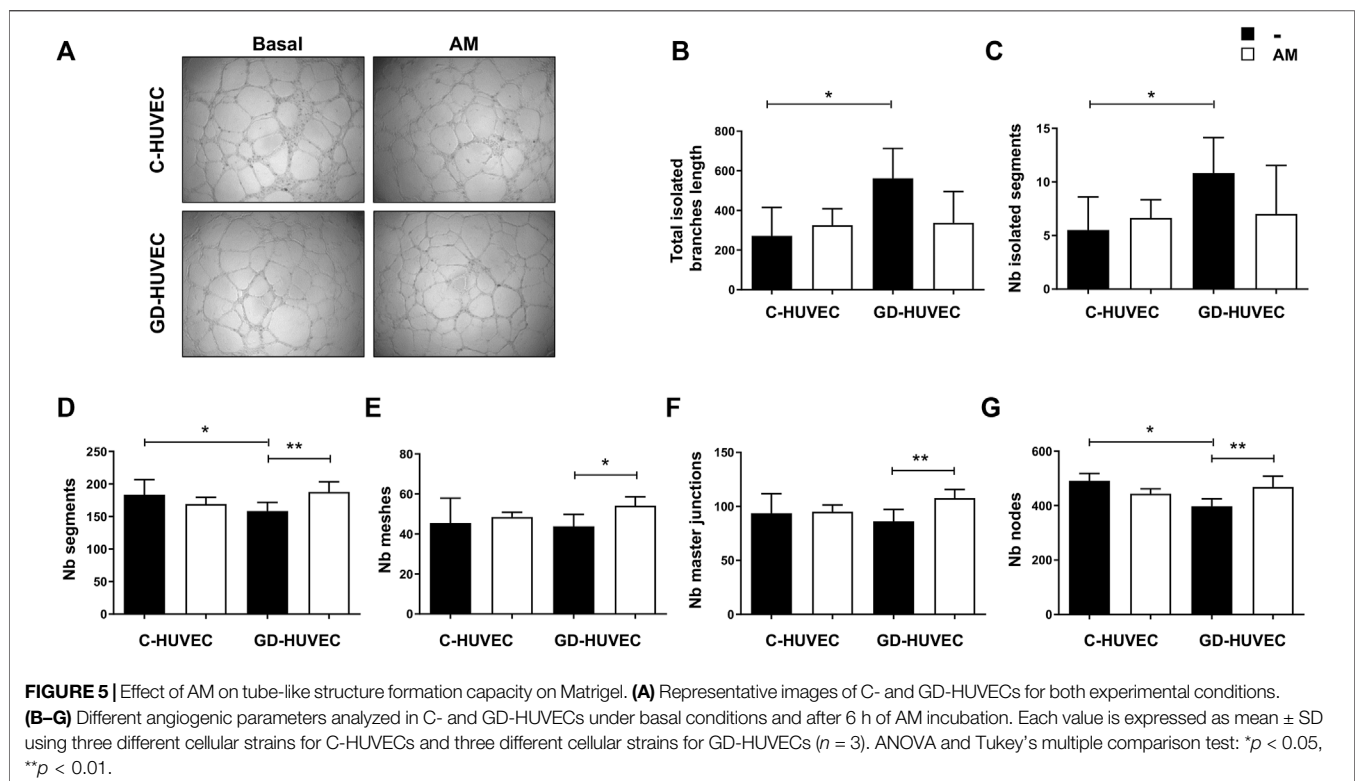 A
Basal
AM
C-HUVEC
GD-HUVEC
B
*
Total isolated
branches length
800
600
400
200
0
C-HUVEC GD-HUVEC
C
-
AM
*
Nb isolated segments
15
10
5
0
C-HUVEC GD-HUVEC
D
* **
Nb segments
250
200
150
100
50
0
C-HUVEC GD-HUVEC
E
*
Nb meshes
80
60
40
20
0
C-HUVEC GD-HUVEC
F
**
Nb master junctions
150
100
50
0
C-HUVEC GD-HUVEC
G
* **
Nb nodes
600
400
200
0
C-HUVEC GD-HUVEC
FIGURE 5 | Effect of AM on tube-like structure formation capacity on Matrigel. (A) Representative images of C- and GD-HUVECs for both experimental conditions.
(B–G) Different angiogenic parameters analyzed in C- and GD-HUVECs under basal conditions and after 6 h of AM incubation. Each value is expressed as mean ± SD
using three different cellular strains for C-HUVECs and three different cellular strains for GD-HUVECs (n = 3). ANOVA and Tukey’s multiple comparison test: *p < 0.05,
**p < 0.01.